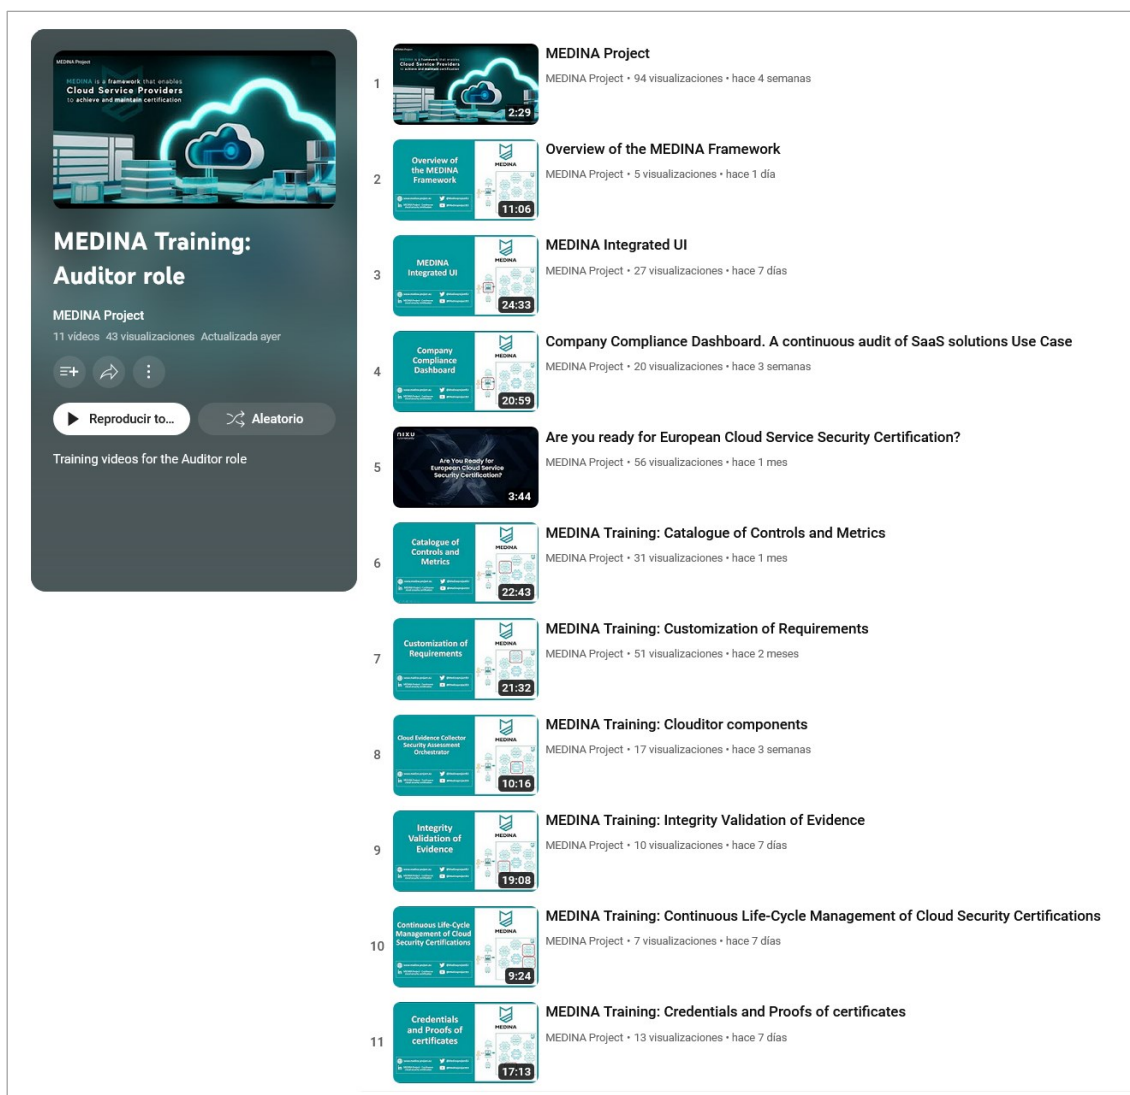 MEDINA Project
MEDINA is a framework that enables
Cloud Service Providers
to achieve and maintain certification
MEDINA Training:
Auditor role
MEDINA Project
11 vídeos 43 visualizaciones Actualizada ayer
Reproducir to...
Aleatorio
Training videos for the Auditor role
1
2:29
MEDINA Project
MEDINA Project • 94 visualizaciones • hace 4 semanas
2
Overview of
the MEDINA
Framework
MEDINA
11:06
Overview of the MEDINA Framework
MEDINA Project • 5 visualizaciones • hace 1 día
3
MEDINA
Integrated UI
MEDINA
24:33
MEDINA Integrated UI
MEDINA Project • 27 visualizaciones • hace 7 días
4
Company
Compliance
Dashboard
MEDINA
20:59
Company Compliance Dashboard. A continuous audit of SaaS solutions Use Case
MEDINA Project • 20 visualizaciones • hace 3 semanas
5
nixu
Are You Ready for
European Cloud Service
Security Certification?
3:44
Are you ready for European Cloud Service Security Certification?
MEDINA Project • 56 visualizaciones • hace 1 mes
6
Catalogue of
Controls and
Metrics
MEDINA
22:43
MEDINA Training: Catalogue of Controls and Metrics
MEDINA Project • 31 visualizaciones • hace 1 mes
7
Customization of
Requirements
MEDINA
21:32
MEDINA Training: Customization of Requirements
MEDINA Project • 51 visualizaciones • hace 2 meses
8
Cloud Evidence Collector
Security Assessment
Orchestrator
MEDINA
10:16
MEDINA Training: Clouditor components
MEDINA Project • 17 visualizaciones • hace 3 semanas
9
Integrity
Validation of
Evidence
MEDINA
19:08
MEDINA Training: Integrity Validation of Evidence
MEDINA Project • 10 visualizaciones • hace 7 días
10
Continuous Life-Cycle
Management of Cloud
Security Certifications
MEDINA
9:24
MEDINA Training: Continuous Life-Cycle Management of Cloud Security Certifications
MEDINA Project • 7 visualizaciones • hace 7 días
11
Credentials
and Proofs of
certificates
MEDINA
17:13
MEDINA Training: Credentials and Proofs of certificates
MEDINA Project • 13 visualizaciones • hace 7 días